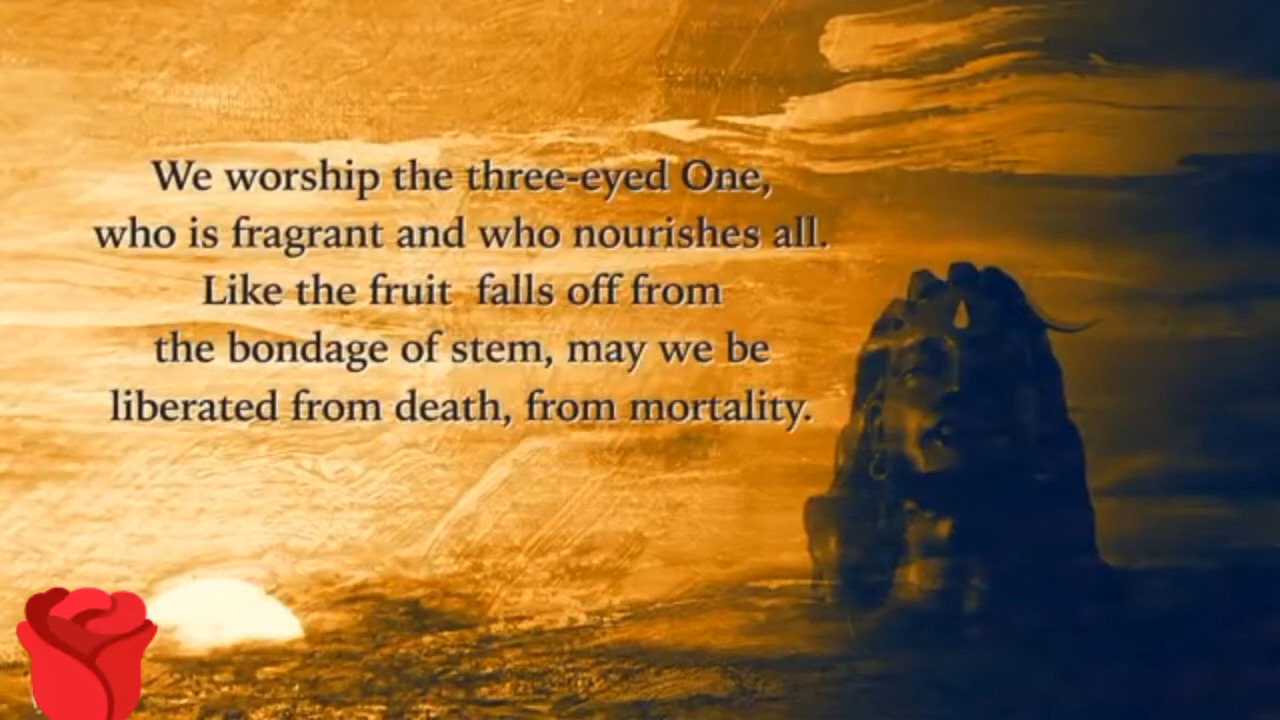 We worship the three-eyed One,
who is fragrant and who nourishes all.
Like the fruit falls off from
the bondage of stem, may we be
liberated from death, from mortality.